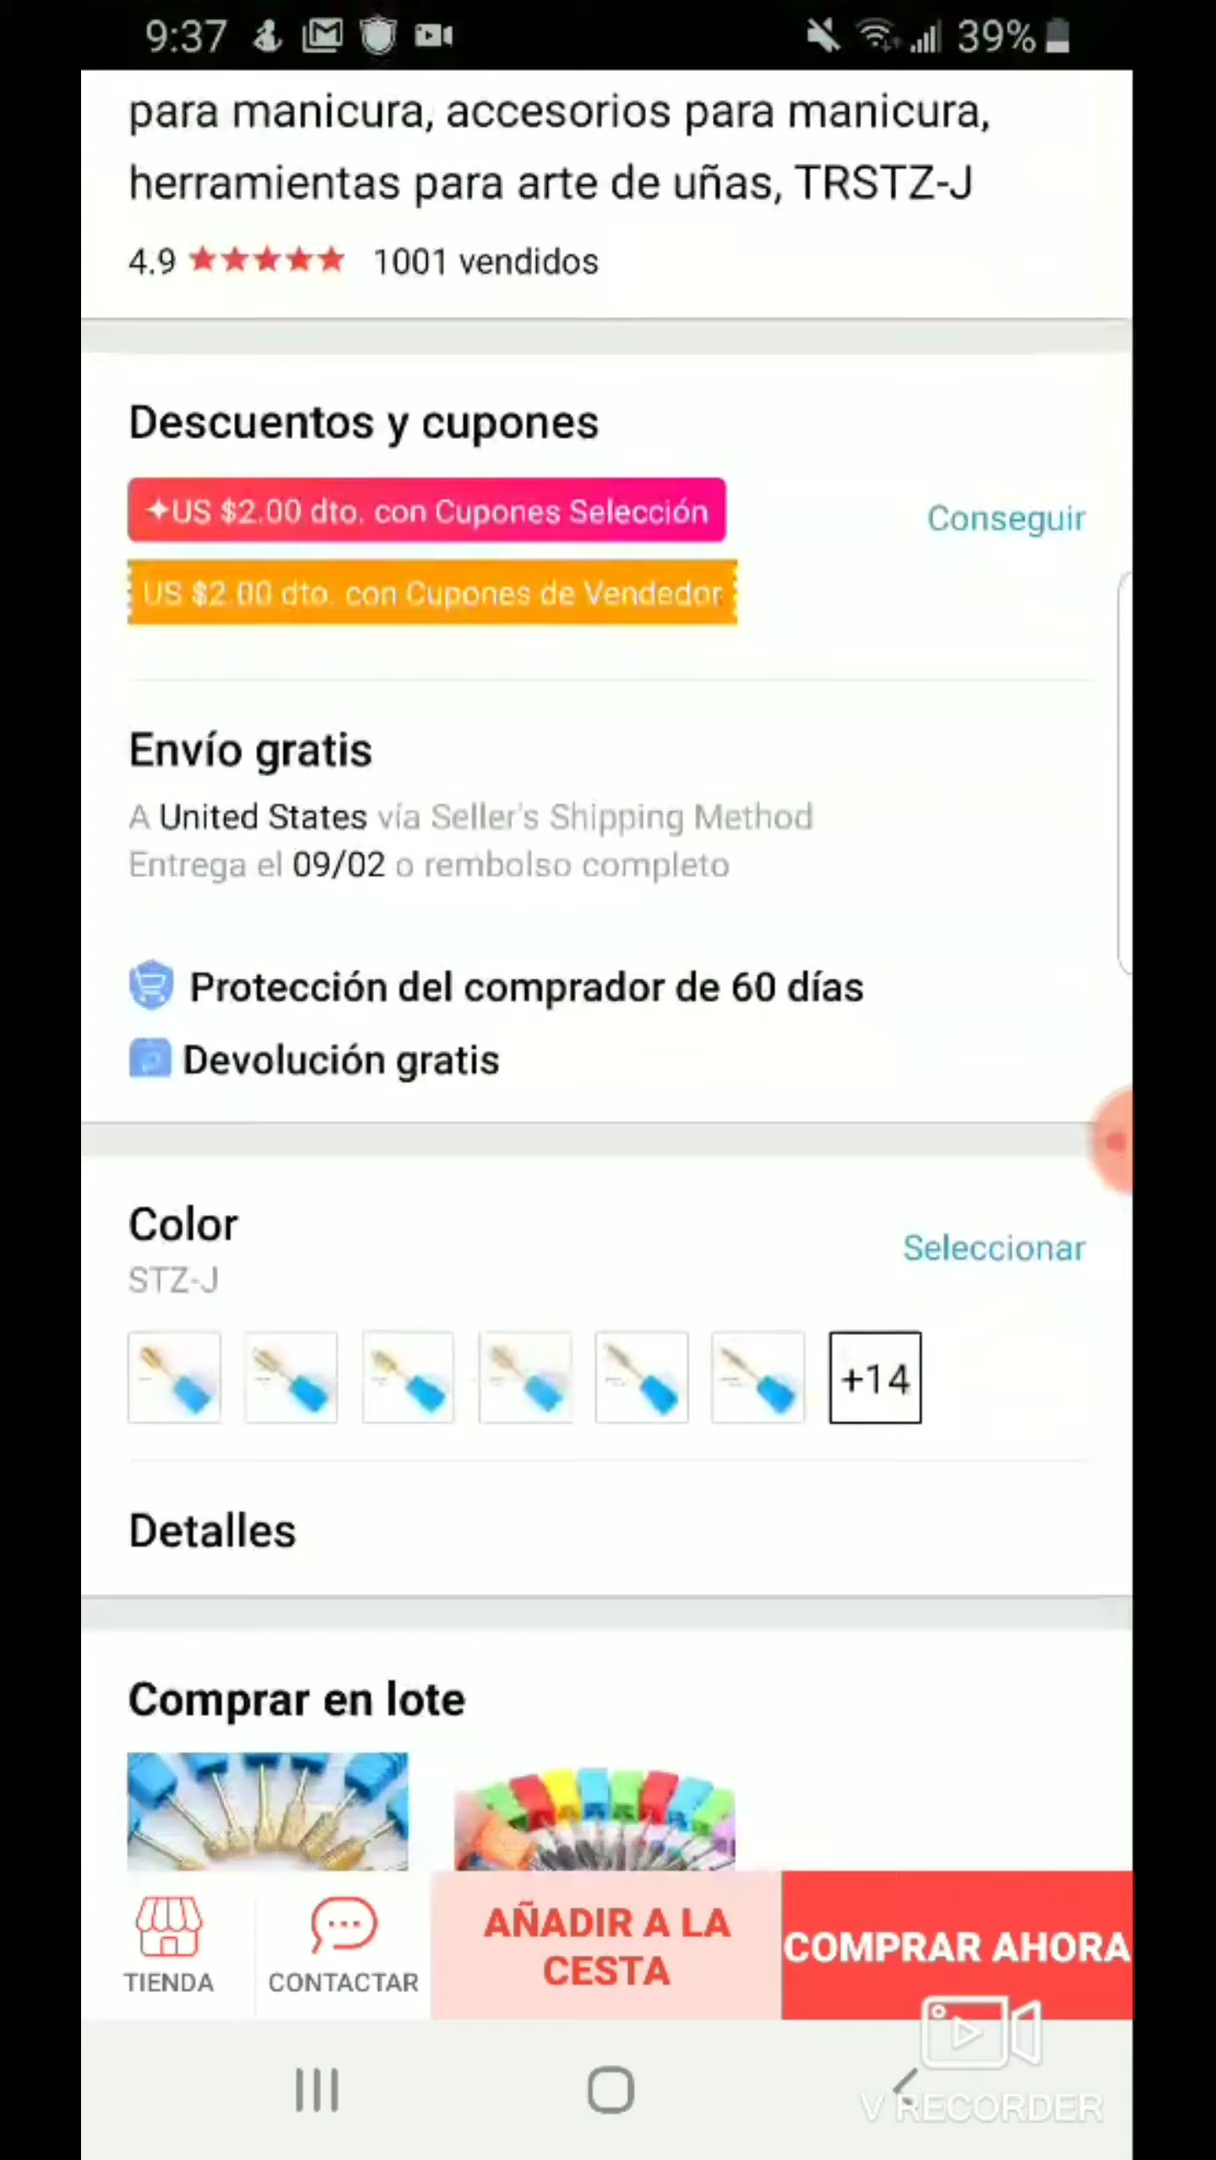 9:37
39%
para manicura, accesorios para manicura,
herramientas para arte de uñas, TRSTZ-J
4.9 1001 vendidos
Descuentos y cupones
US $2.00 dto. con Cupones Selección
Conseguir
US $2.00 dto. con Cupones de Vendedor
Envío gratis
A United States vía Seller's Shipping Method
Entrega el 09/02 o rembolso completo
Protección del comprador de 60 días
Devolución gratis
Color
Seleccionar
STZ-J
+14
Detalles
Comprar en lote
TIENDA
CONTACTAR
AÑADIR A LA
CESTA
COMPRAR AHORA
V RECORDER